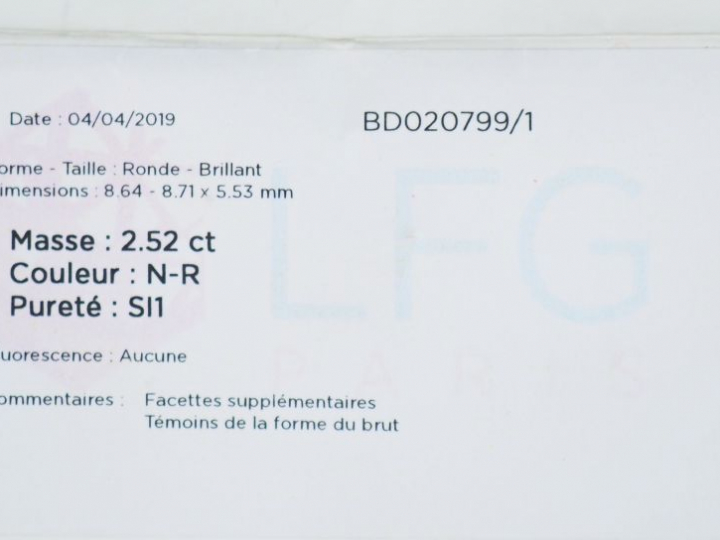 Date : 04/04/2019
BD020799/1
orme - Taille : Ronde - Brillant
imensions : 8.64 - 8.71 x 5.53 mm
Masse : 2.52 ct
Couleur : N-R
Pureté : SI1
uorescence : Aucune
ommentaires : Facettes supplémentaires
Témoins de la forme du brut
LFG
PARIS